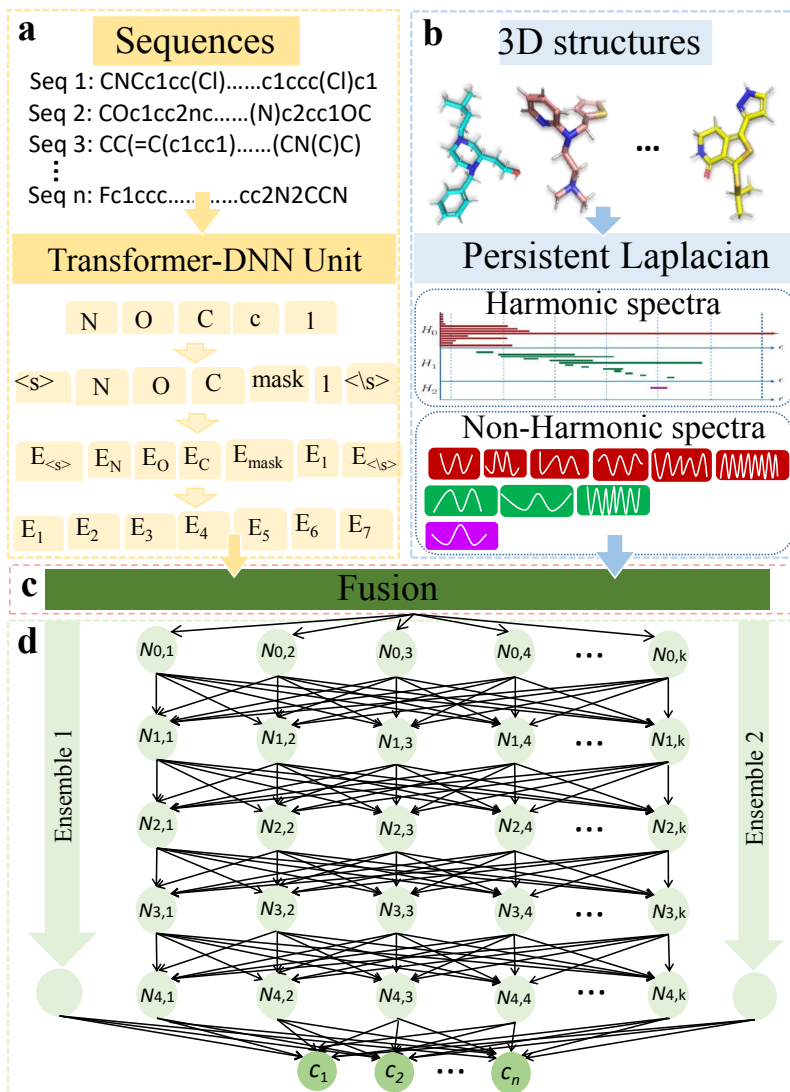 a
Sequences
Seq 1: CNCc1cc(Cl)......c1ccc(Cl)c1
Seq 2: COc1cc2nc......(N)c2cc1OC
Seq 3: CC(=C(c1cc1)......(CN(C)C)
⋮
Seq n: Fc1ccc............cc2N2CCN
Transformer-DNN Unit
N O C c 1
<s> N O C mask 1 <\s>
E<s> EN EO EC Emask E1 E<\s>
E1 E2 E3 E4 E5 E6 E7
b
3D structures
...
Persistent Laplacian
Harmonic spectra
H0 ϵ
H1 ϵ
H2 ϵ
Non-Harmonic spectra
c
Fusion
d
Ensemble 1
N0,1 N0,2 N0,3 N0,4 ... N0,k
N1,1 N1,2 N1,3 N1,4 ... N1,k
N2,1 N2,2 N2,3 N2,4 ... N2,k
N3,1 N3,2 N3,3 N3,4 ... N3,k
N4,1 N4,2 N4,3 N4,4 ... N4,k
Ensemble 2
c1 c2 ... cn